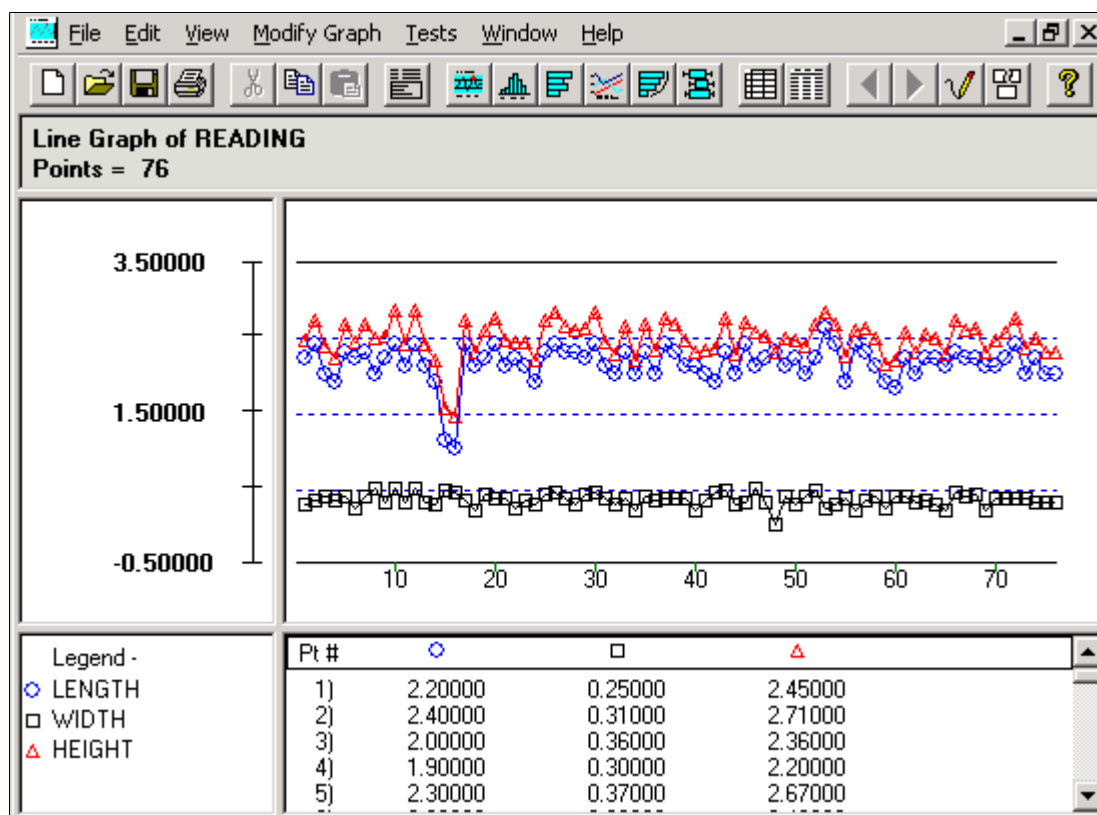 File Edit View Modify Graph Tests Window Help
Line Graph of READING
Points = 76
3.50000
1.50000
-0.50000
10 20 30 40 50 60 70
Legend -
LENGTH
WIDTH
HEIGHT
Pt #
1) 2.20000 0.25000 2.45000
2) 2.40000 0.31000 2.71000
3) 2.00000 0.36000 2.36000
4) 1.90000 0.30000 2.20000
5) 2.30000 0.37000 2.67000